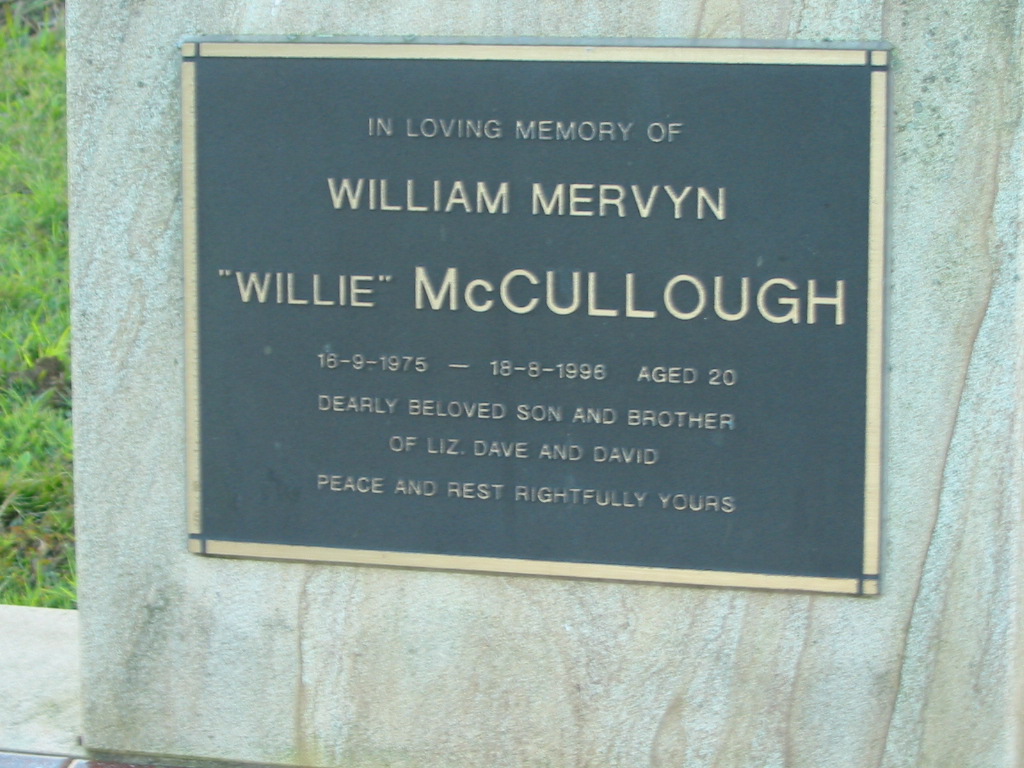 IN LOVING MEMORY OF
WILLIAM MERVYN
"WILLIE" McCULLOUGH
16-9-1975 — 18-8-1996 AGED 20
DEARLY BELOVED SON AND BROTHER
OF LIZ. DAVE AND DAVID
PEACE AND REST RIGHTFULLY YOURS